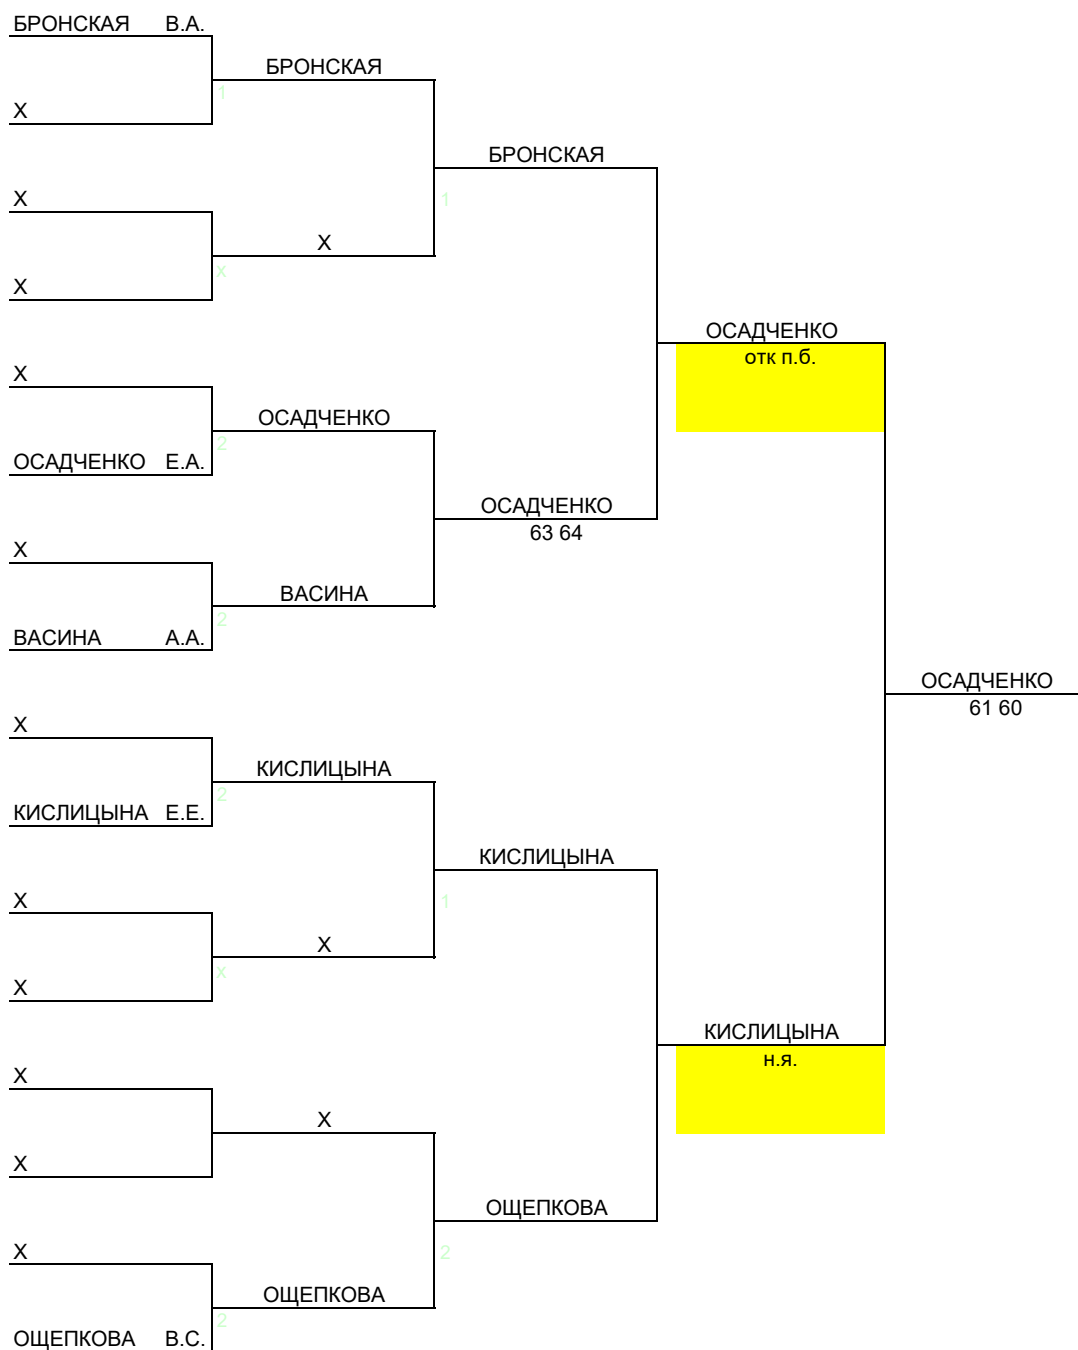 БРОНСКАЯ В.А.
БРОНСКАЯ
1
X
БРОНСКАЯ
X
1
X
x
X
ОСАДЧЕНКО
отк п.б.
X
ОСАДЧЕНКО
2
ОСАДЧЕНКО Е.А.
ОСАДЧЕНКО
63 64
X
ВАСИНА
2
ВАСИНА А.А.
ОСАДЧЕНКО
61 60
X
КИСЛИЦЫНА
2
КИСЛИЦЫНА Е.Е.
КИСЛИЦЫНА
X
1
X
x
X
КИСЛИЦЫНА
н.я.
X
X
X
ОЩЕПКОВА
X
2
ОЩЕПКОВА
2
ОЩЕПКОВА В.С.